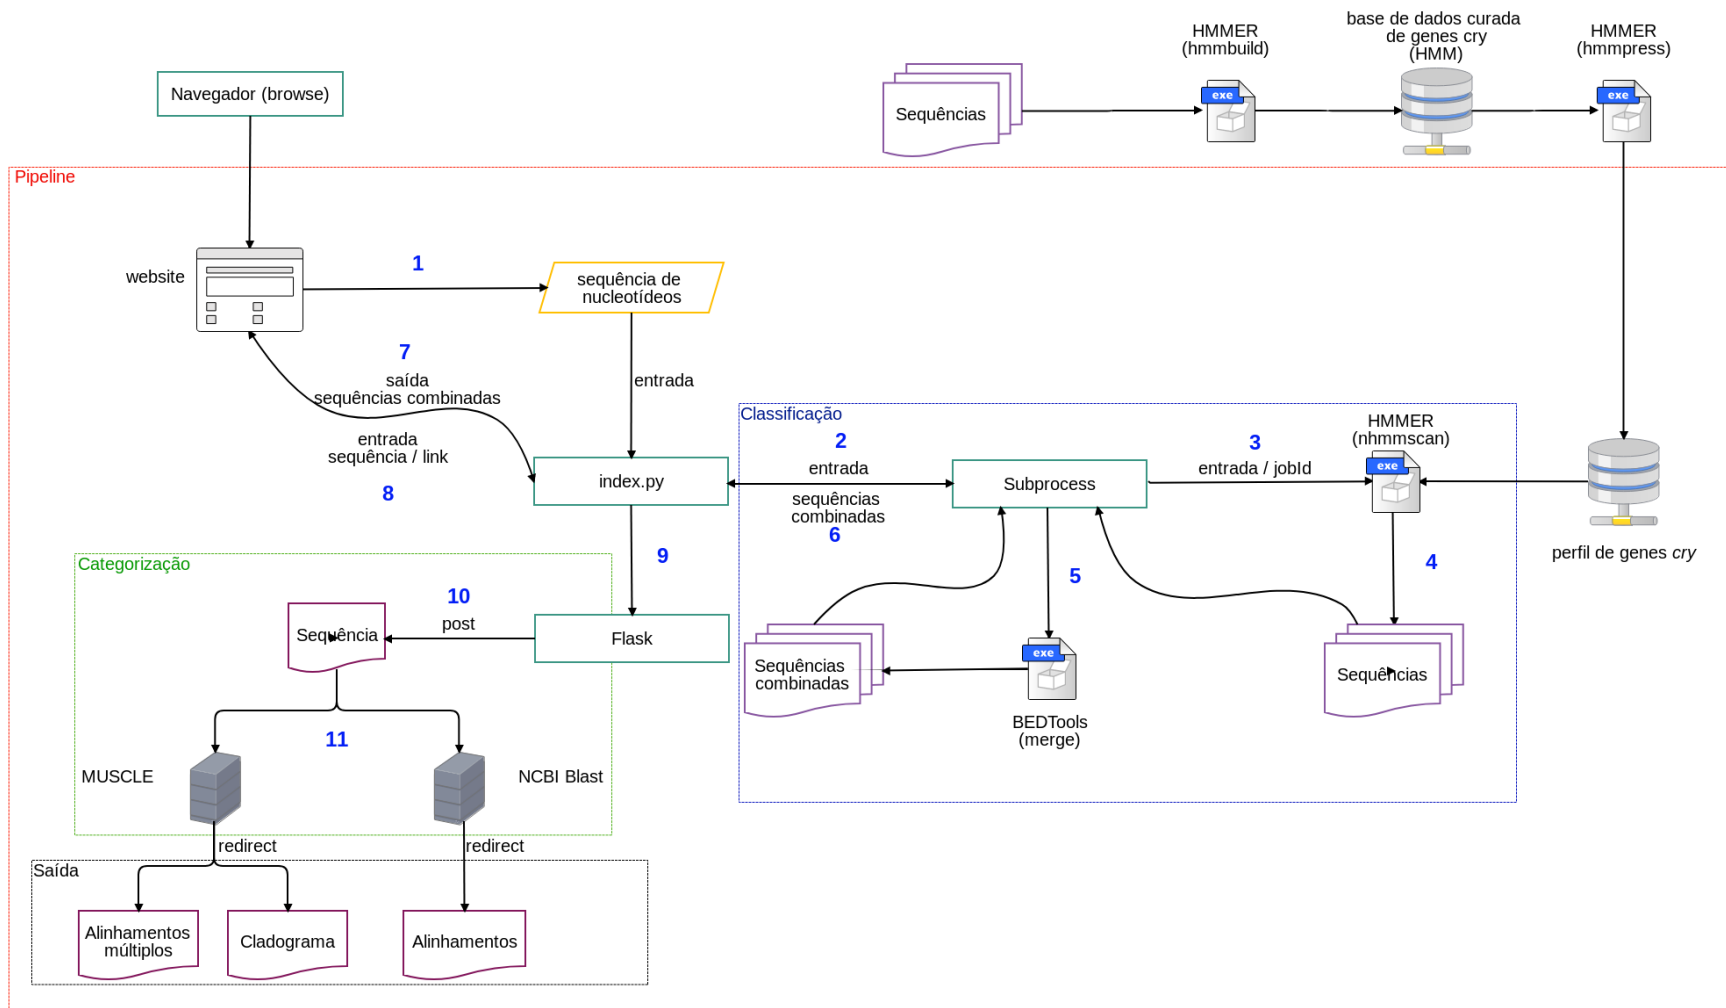 HMMER
(hmmbuild)
base de dados curada
de genes cry
(HMM)
HMMER
(hmmpress)
Navegador (browse)
Sequências
exe
exe
Pipeline
website
1
sequência de
nucleotídeos
7
saída
sequências combinadas
entrada
entrada
sequência / link
8
index.py
Classificação
2
entrada
sequências
combinadas
6
Subprocess
3
entrada / jobId
HMMER
(nhmmscan)
exe
perfil de genes cry
9
5
4
Categorização
10
post
Sequência
Flask
Sequências
combinadas
exe
BEDTools
(merge)
Sequências
11
MUSCLE
NCBI Blast
redirect
redirect
Saída
Alinhamentos
múltiplos
Cladograma
Alinhamentos